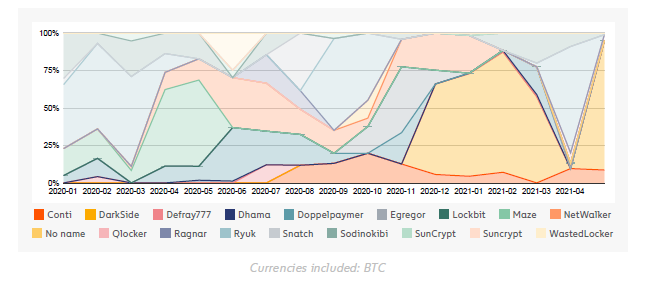 100%
75%
50%
25%
0%
2020-01 2020-02 2020-03 2020-04 2020-05 2020-06 2020-07 2020-08 2020-09 2020-10 2020-11 2020-12 2021-01 2021-02 2021-03 2021-04
Conti DarkSide Defray777 Dhama Doppelpaymer Egregor Lockbit Maze NetWalker
No name Qlocker Ragnar Ryuk Snatch Sodinokibi SunCrypt Suncrypt WastedLocker
Currencies included: BTC